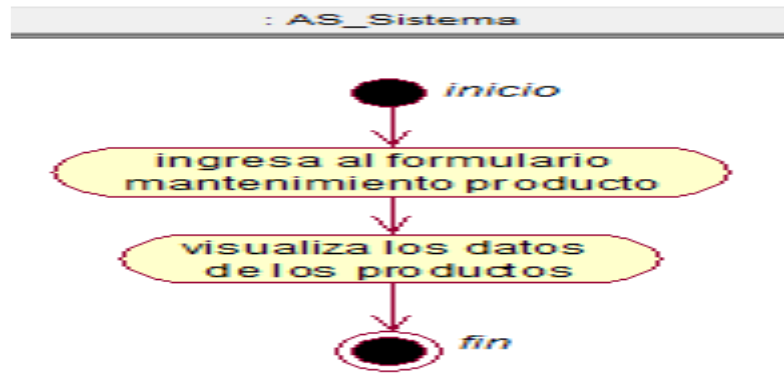 : AS_Sistema
inicio
ingresa al formulario
mantenimiento producto
visualiza los datos
de los productos
fin